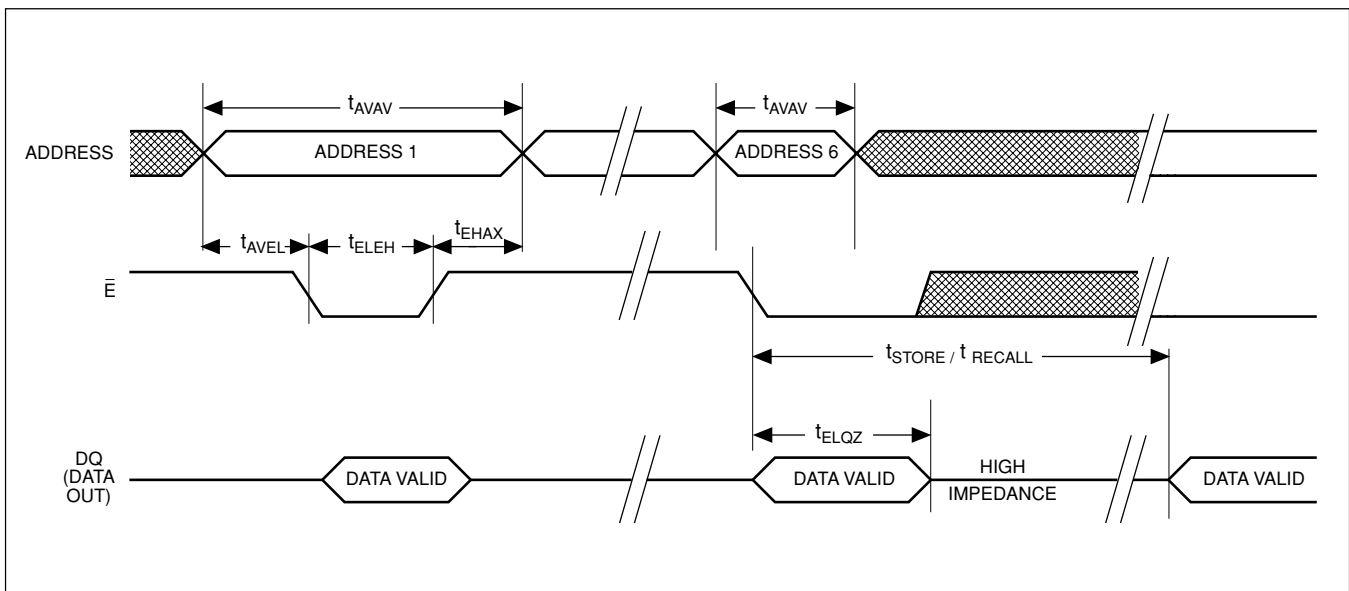 tAVAV
tAVAV
ADDRESS
ADDRESS 1
ADDRESS 6
tAVEL
tELEH
tEHAX
E̅
tSTORE / t RECALL
tELQZ
DQ
(DATA
OUT)
DATA VALID
DATA VALID
HIGH
IMPEDANCE
DATA VALID